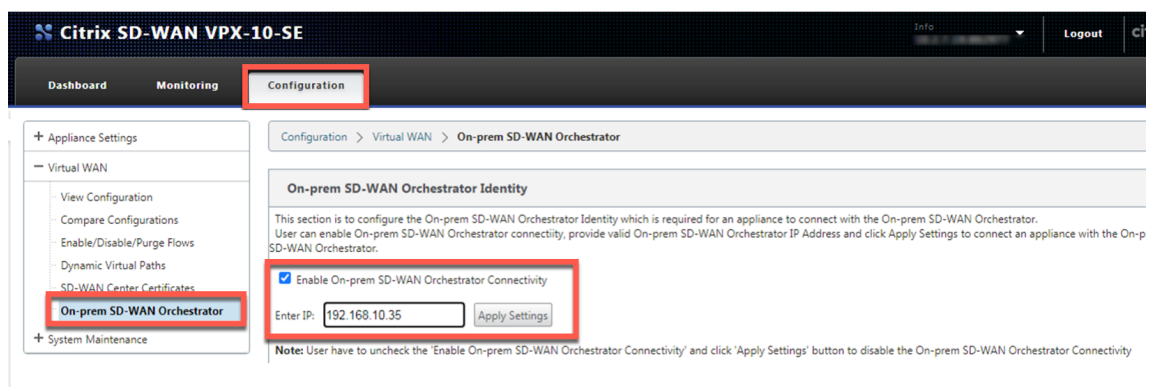 Citrix SD-WAN VPX-10-SE
Info
Logout
Dashboard
Monitoring
Configuration
+ Appliance Settings
− Virtual WAN
View Configuration
Compare Configurations
Enable/Disable/Purge Flows
Dynamic Virtual Paths
SD-WAN Center Certificates
On-prem SD-WAN Orchestrator
+ System Maintenance
Configuration > Virtual WAN > On-prem SD-WAN Orchestrator
On-prem SD-WAN Orchestrator Identity
This section is to configure the On-prem SD-WAN Orchestrator Identity which is required for an appliance to connect with the On-prem SD-WAN Orchestrator.
User can enable On-prem SD-WAN Orchestrator connectiity, provide valid On-prem SD-WAN Orchestrator IP Address and click Apply Settings to connect an appliance with the On-p
SD-WAN Orchestrator.
Enable On-prem SD-WAN Orchestrator Connectivity
Enter IP: 192.168.10.35 Apply Settings
Note: User have to uncheck the 'Enable On-prem SD-WAN Orchestrator Connectivity' and click 'Apply Settings' button to disable the On-prem SD-WAN Orchestrator Connectivity